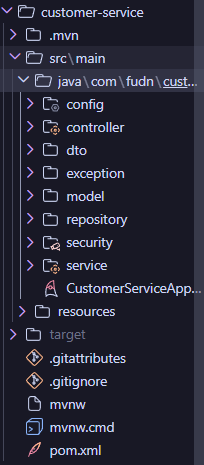 customer-service
.mvn
src\main
java\com\fudn\cust...
config
controller
dto
exception
model
repository
security
service
CustomerServiceApp...
resources
target
.gitattributes
.gitignore
mvnw
mvnw.cmd
pom.xml